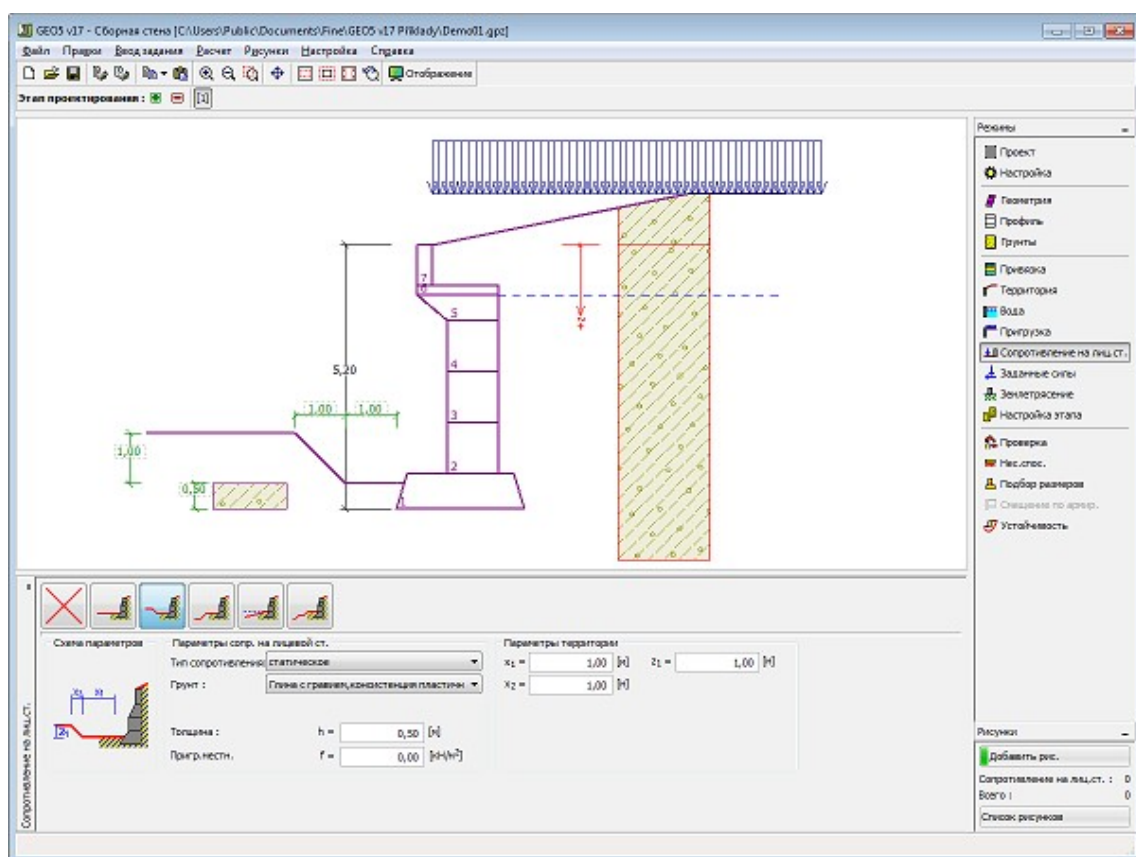 GEO5 v17 - Сборная стена [C:\Users\Public\Documents\Fine\GEO5 v17 Příklady\Demo01.gpz]
Файл Правки Ввод задания Расчет Рисунки Настройка Справка
Отображение
Этап проектирования : [1]
Режимы
Проект
Настройка
Геометрия
Профиль
Грунты
Привязка
Территория
Вода
Пригрузка
Сопротивление на лиц.ст.
Заданные силы
Землетрясение
Настройка этапа
Проверка
Нес.спос.
Подбор размеров
Смещение по армир.
Устойчивость
7
6
5
4
3
2
1
+z
5,20
1,00 1,00
1,00
0,50
Сопротивление на лиц.ст.
Схема параметров
x2 x1
z1
Параметры сопр. на лицевой ст.
Тип сопротивления: статическое
Грунт : Глина с гравием,консистенция пластичн
Толщина : h = 0,50 [м]
Пригр.местн. f = 0,00 [кН/м²]
Параметры территории
x1 = 1,00 [м] z1 = 1,00 [м]
x2 = 1,00 [м]
Рисунки
Добавить рис.
Сопротивление на лиц.ст. : 0
Всего : 0
Список рисунков